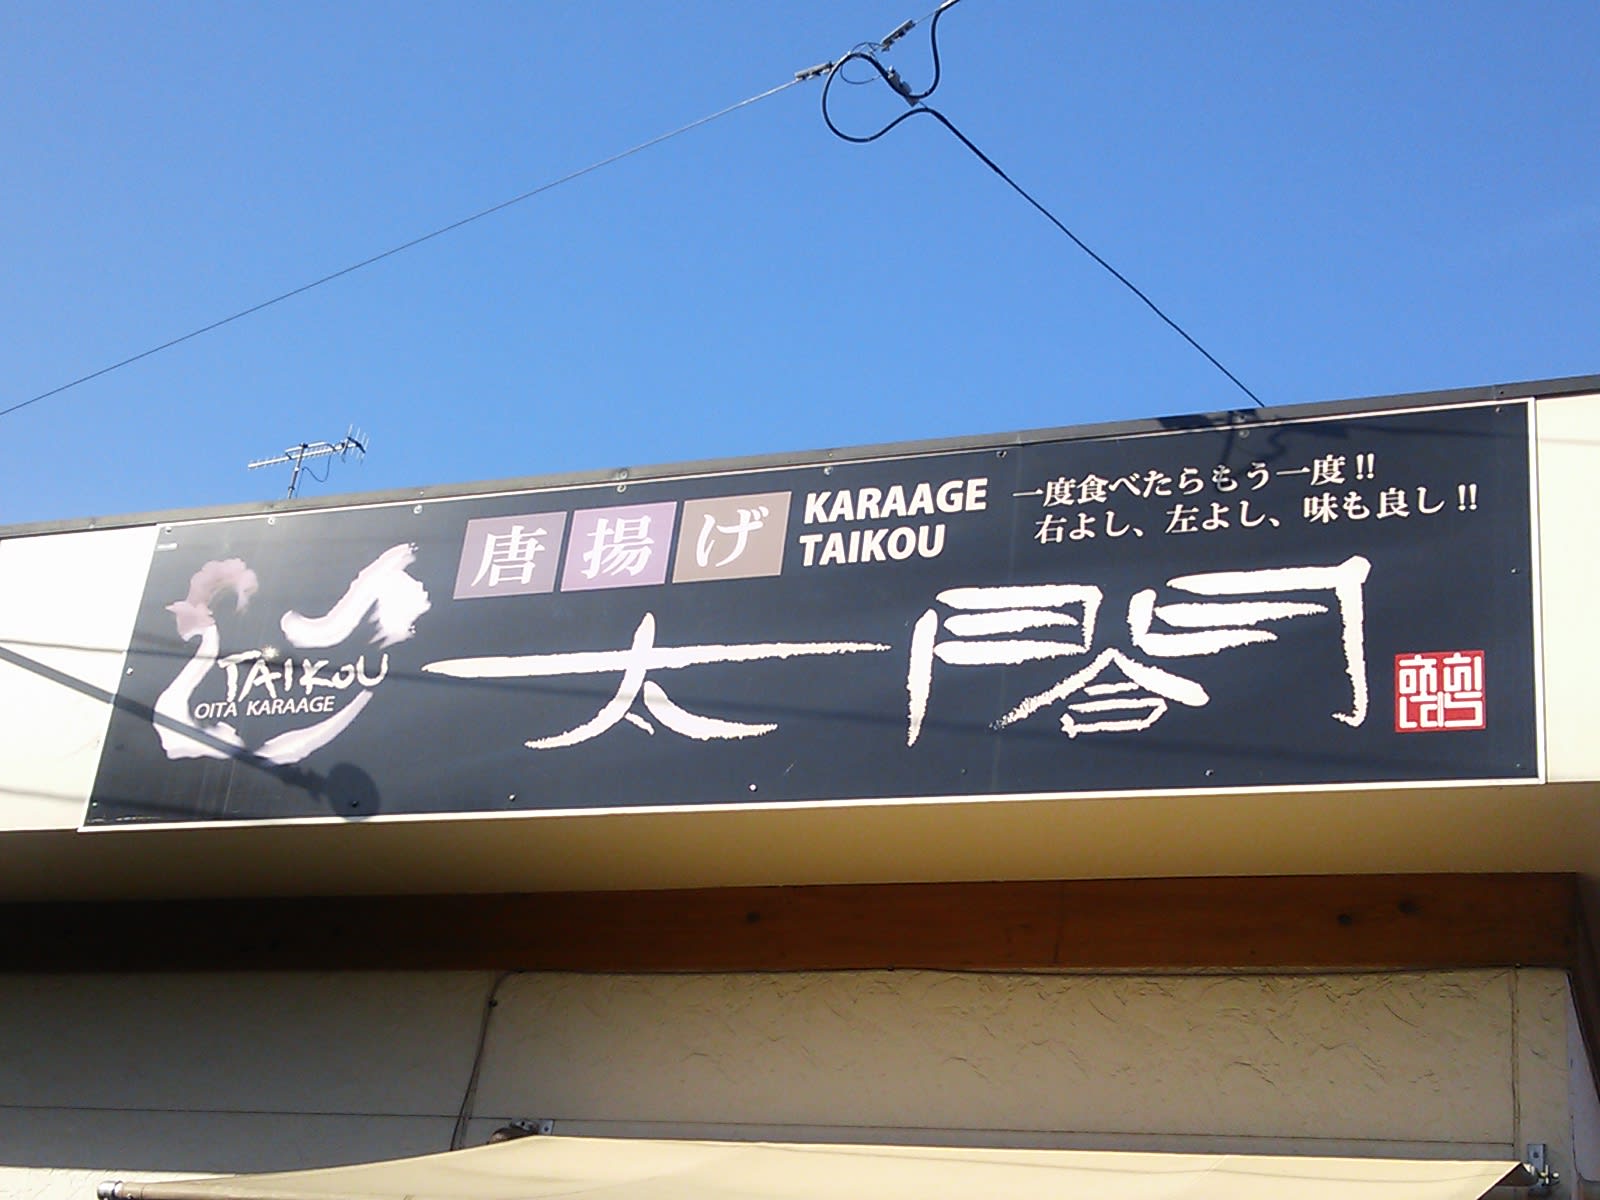 唐揚げ
KARAAGE
TAIKOU
一度食べたらもう一度!!
右よし、左よし、味も良し!!
TAIKOU
OITA KARAAGE
太閤